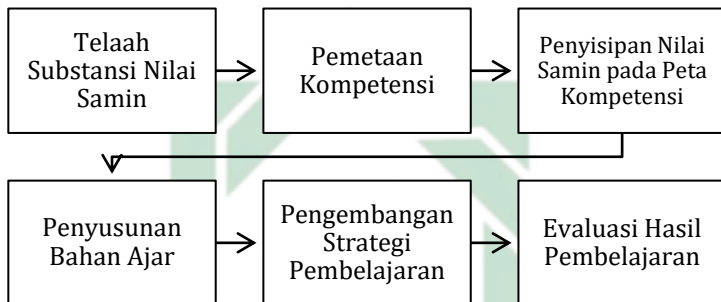 Telaah
Substansi Nilai
Samin
Pemetaan
Kompetensi
Penyisipan Nilai
Samin pada Peta
Kompetensi
Penyusunan
Bahan Ajar
Pengembangan
Strategi
Pembelajaran
Evaluasi Hasil
Pembelajaran